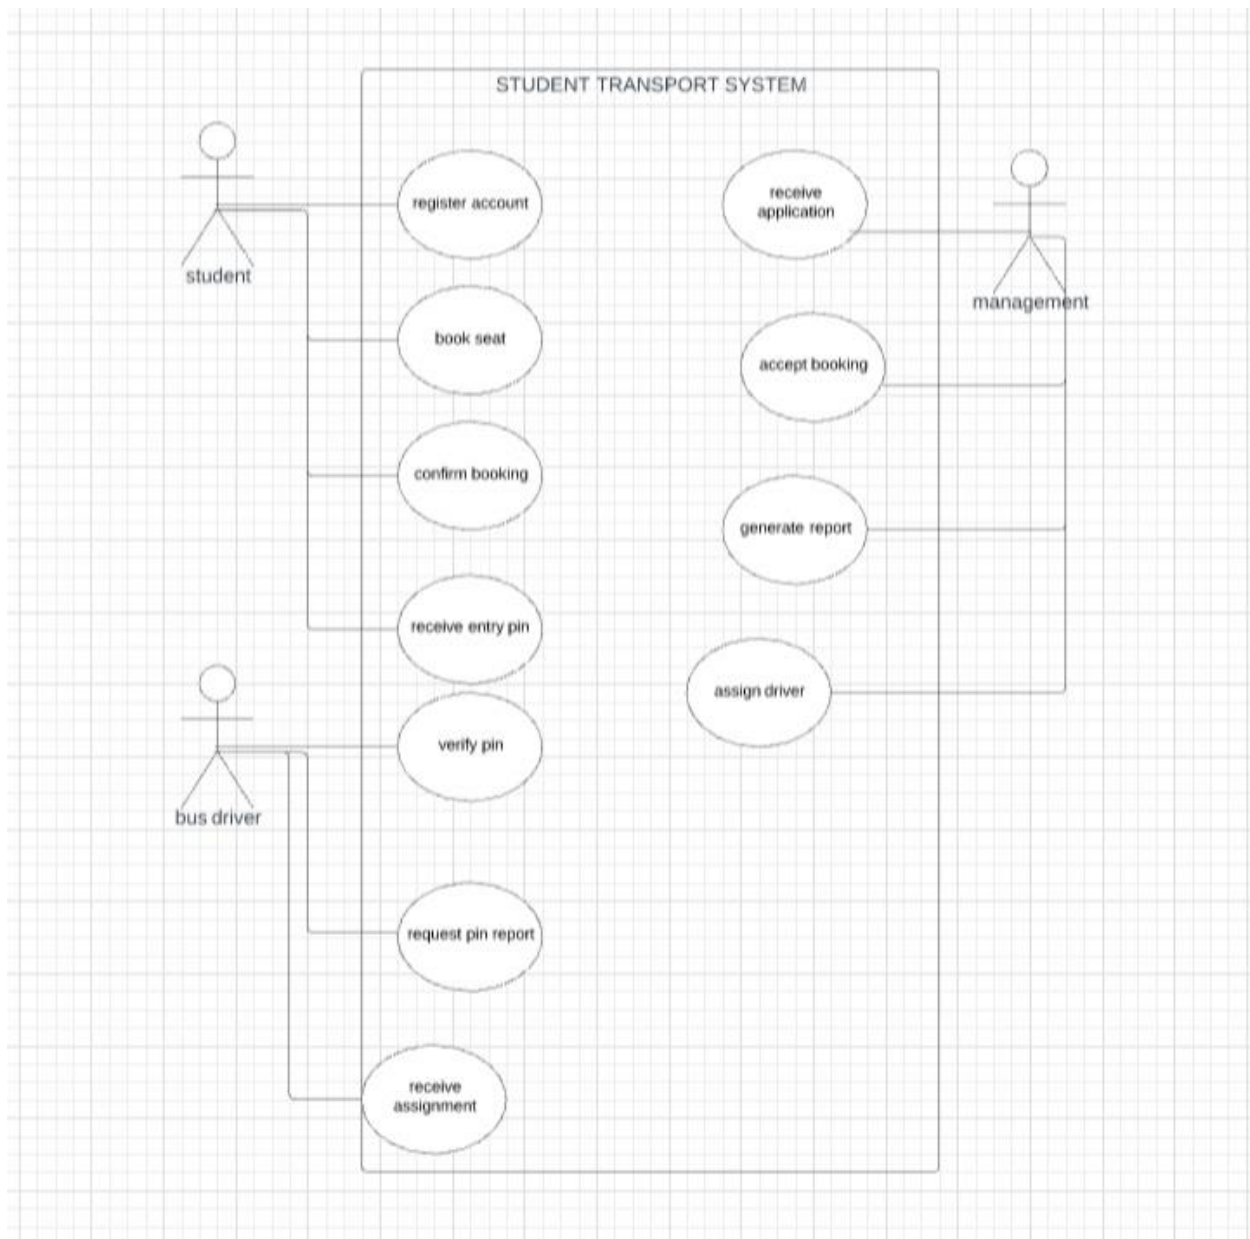 STUDENT TRANSPORT SYSTEM
register account
receive
application
student
management
book seat
accept booking
confirm booking
generate report
receive entry pin
assign driver
verify pin
bus driver
request pin report
receive
assignment